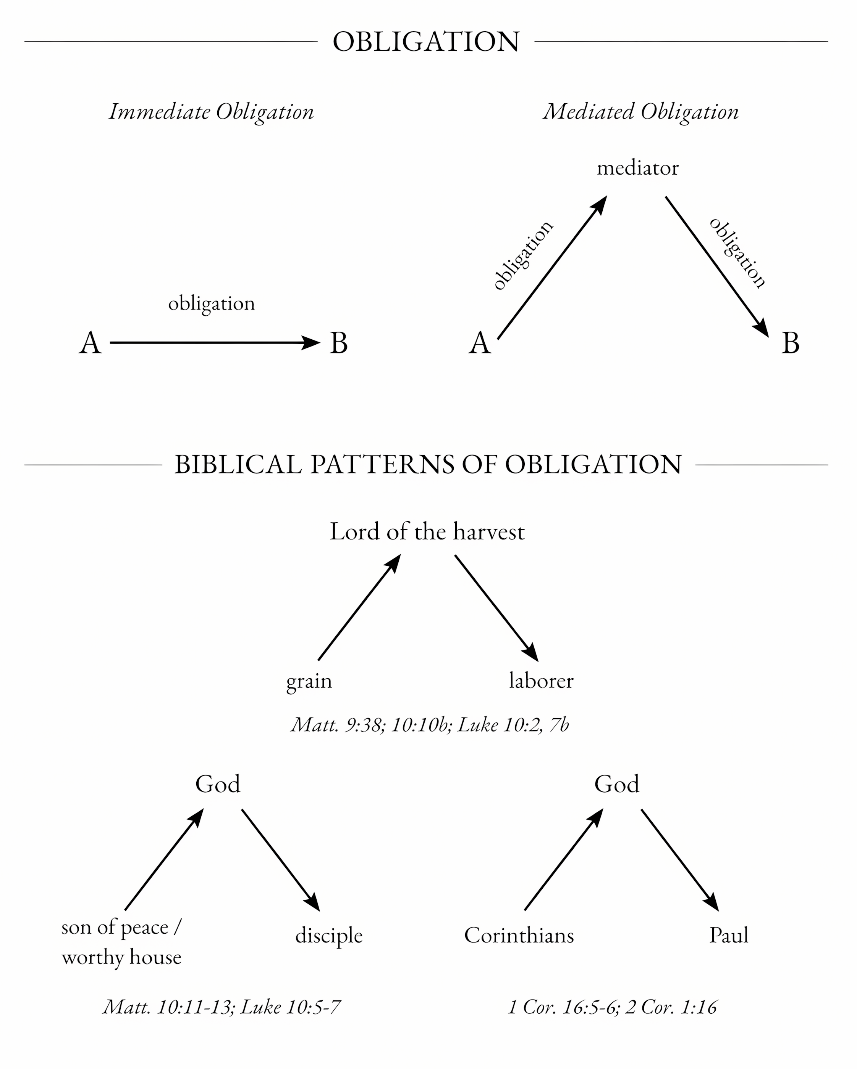 OBLIGATION
Immediate Obligation
Mediated Obligation
mediator
obligation
obligation
obligation
A
B
A
B
BIBLICAL PATTERNS OF OBLIGATION
Lord of the harvest
grain
laborer
Matt. 9:38; 10:10b; Luke 10:2, 7b
God
God
son of peace /
worthy house
disciple
Corinthians
Paul
Matt. 10:11-13; Luke 10:5-7
1 Cor. 16:5-6; 2 Cor. 1:16